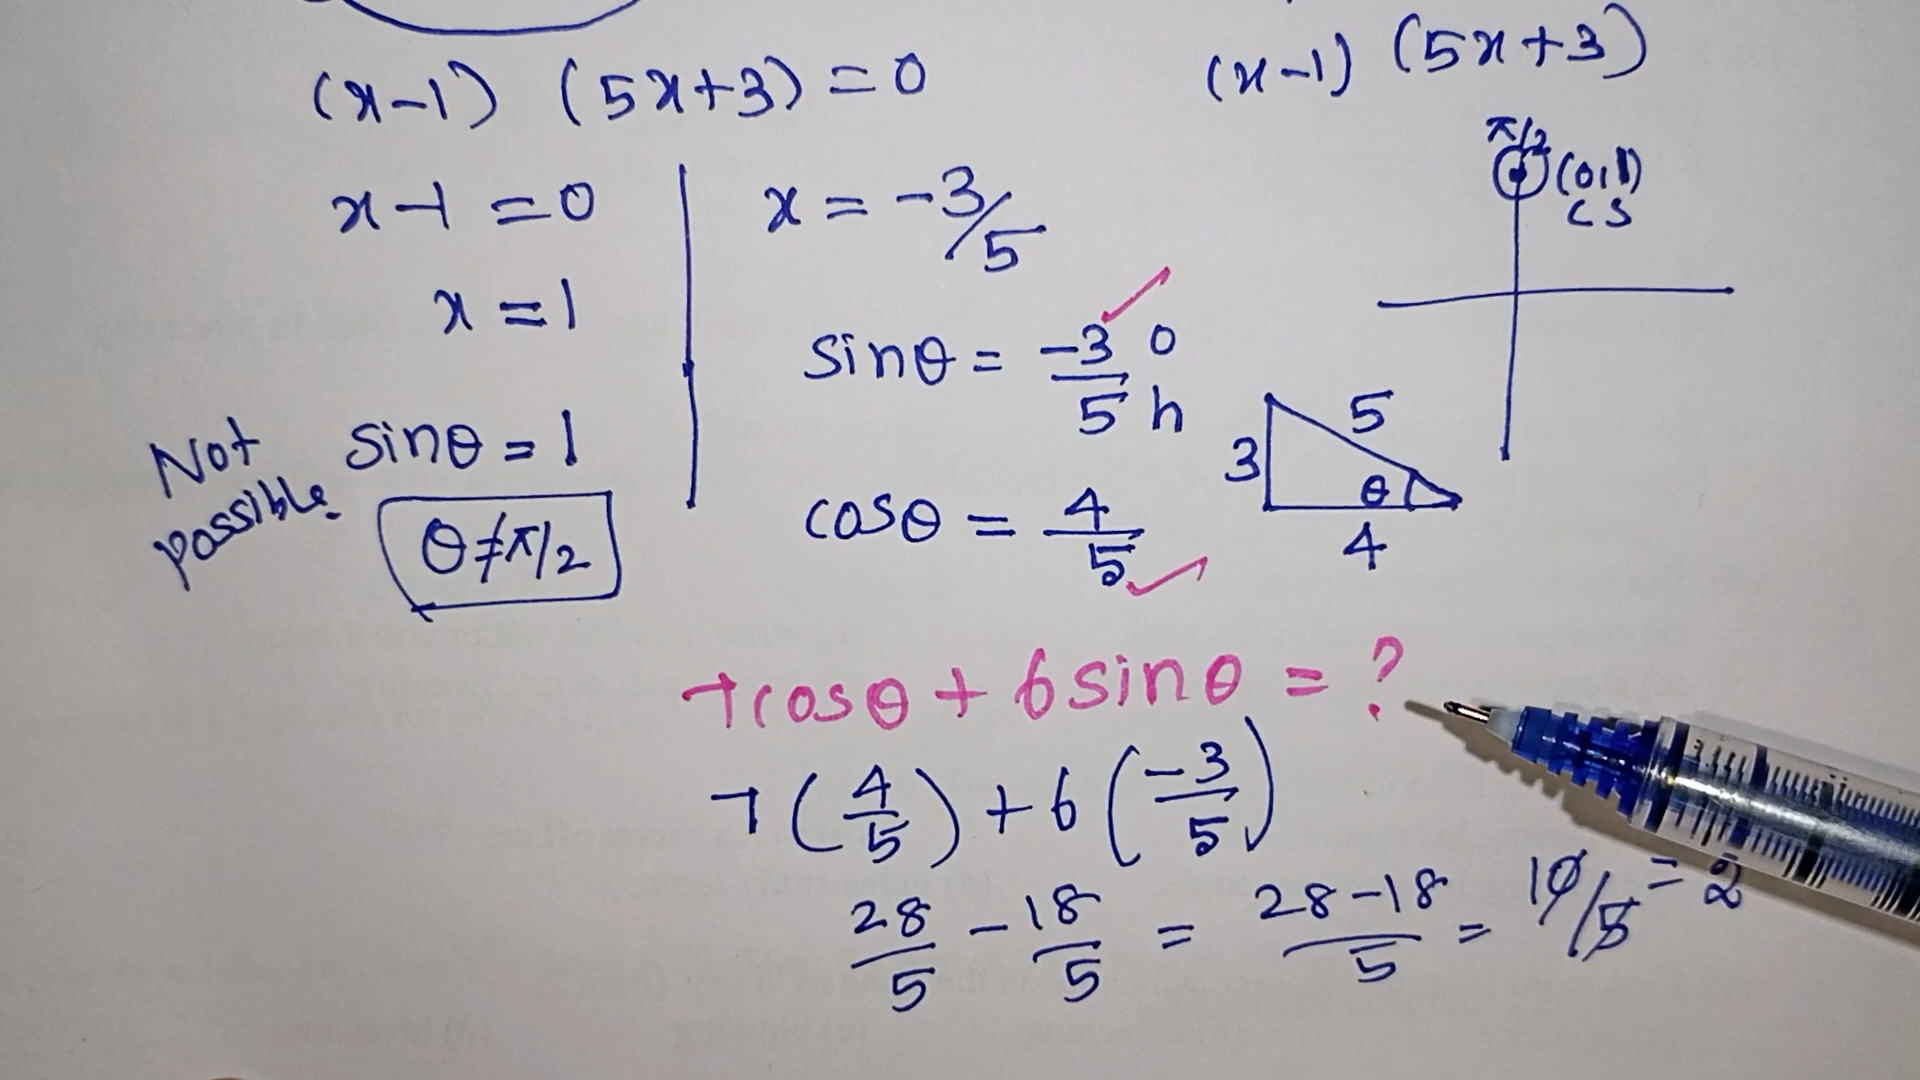 (x-1) (5x+3) = 0
(x-1) (5x+3)
π/2
(0,1)
c s
x-1 = 0
x = 1
Not possible
sinθ = 1
θ≠π/2
x = -3/5
sinθ = -3/5 o h
cosθ = 4/5
3
5
θ
4
7cosθ + 6sinθ = ?
7(4/5) + 6(-3/5)
28/5 - 18/5 = 28-18/5 = 10/5 = 2